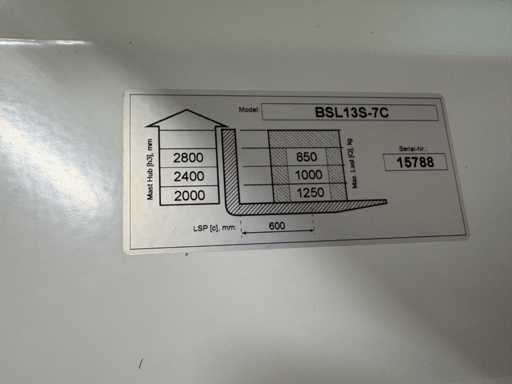 Model: BSL13S-7C
Serial-Nr.:
15788
Mast Hub [h3], mm
2800 850
2400 1000
2000 1250
Max. Last [Q], kg
LSP [c], mm: 600